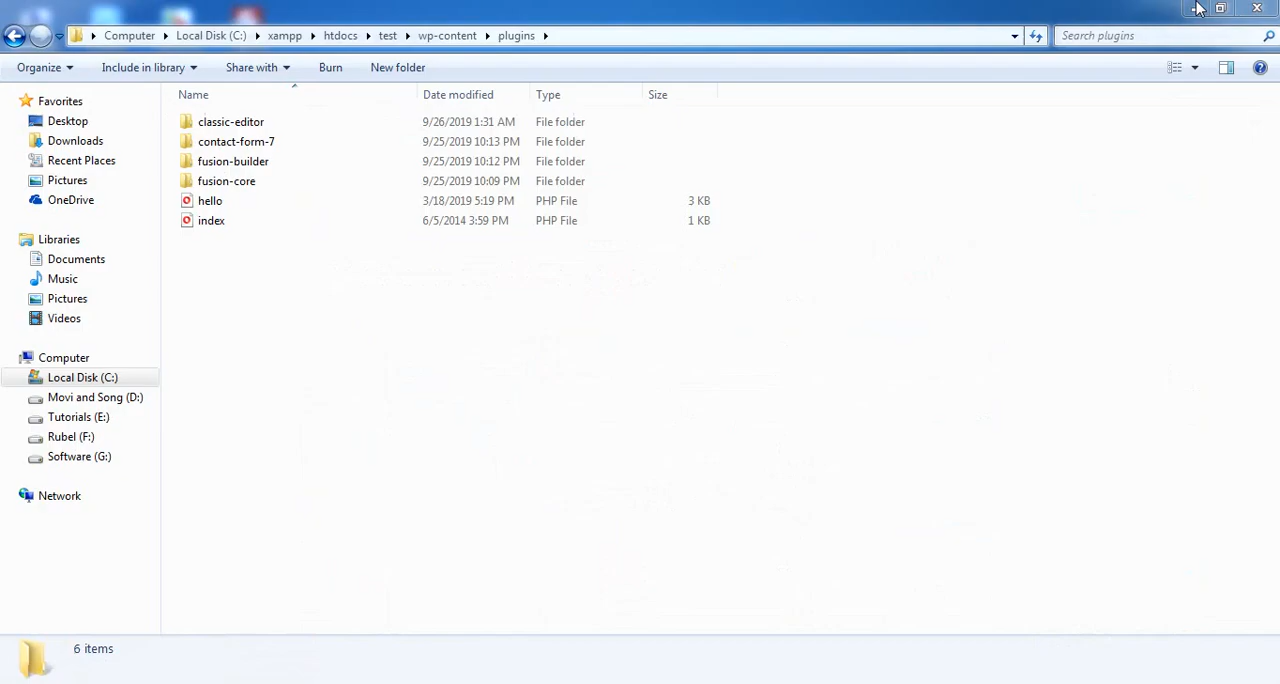 Computer Local Disk (C:) xampp htdocs test wp-content plugins Search plugins
Organize Include in library Share with Burn New folder
Name Date modified Type Size
Favorites
Desktop
Downloads
Recent Places
Pictures
OneDrive
Libraries
Documents
Music
Pictures
Videos
Computer
Local Disk (C:)
Movi and Song (D:)
Tutorials (E:)
Rubel (F:)
Software (G:)
Network
classic-editor 9/26/2019 1:31 AM File folder
contact-form-7 9/25/2019 10:13 PM File folder
fusion-builder 9/25/2019 10:12 PM File folder
fusion-core 9/25/2019 10:09 PM File folder
hello 3/18/2019 5:19 PM PHP File 3 KB
index 6/5/2014 3:59 PM PHP File 1 KB
6 items